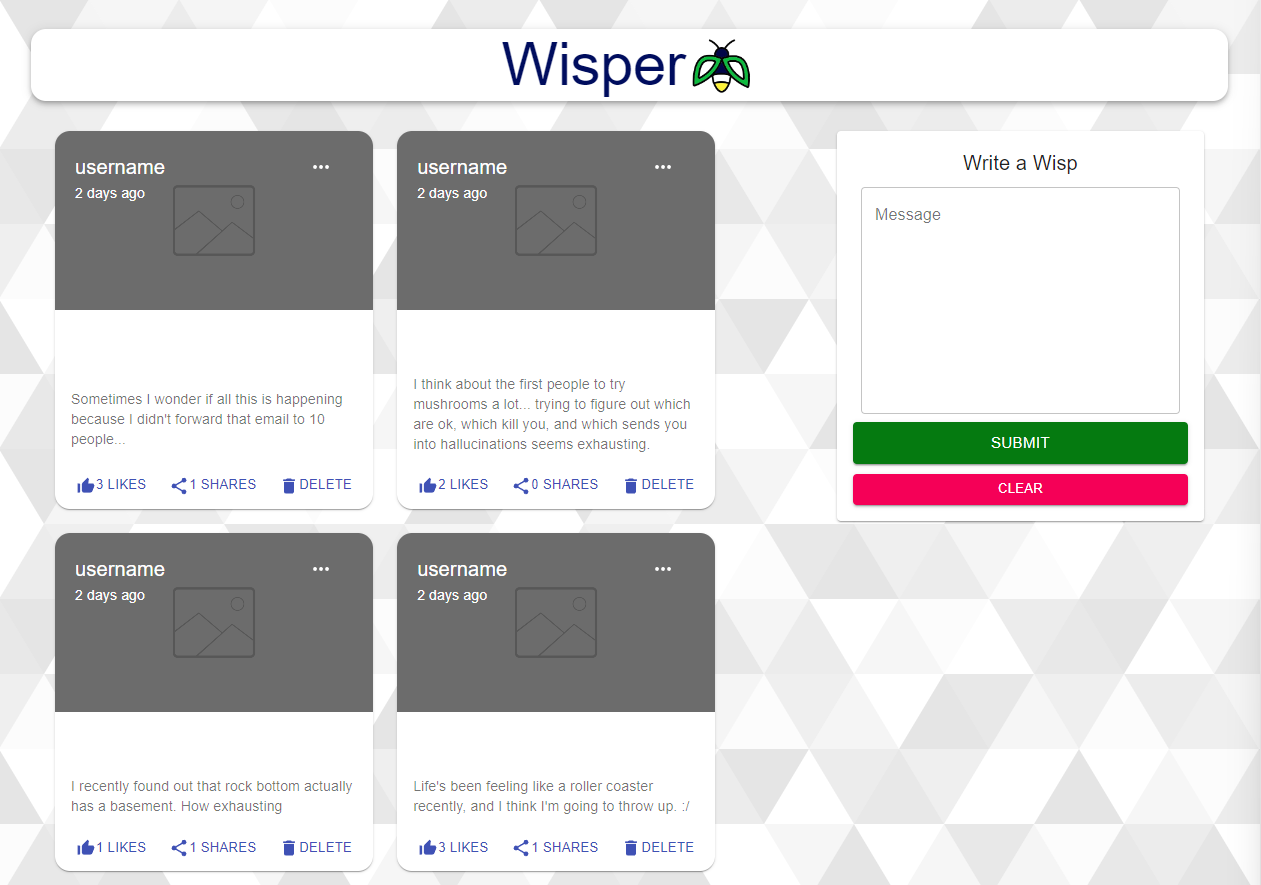 Wisper
username
2 days ago
Sometimes I wonder if all this is happening
because I didn't forward that email to 10
people...
3 LIKES
1 SHARES
DELETE
username
2 days ago
I think about the first people to try
mushrooms a lot... trying to figure out which
are ok, which kill you, and which sends you
into hallucinations seems exhausting.
2 LIKES
0 SHARES
DELETE
username
2 days ago
I recently found out that rock bottom actually
has a basement. How exhausting
1 LIKES
1 SHARES
DELETE
username
2 days ago
Life's been feeling like a roller coaster
recently, and I think I'm going to throw up. :/
3 LIKES
1 SHARES
DELETE
Write a Wisp
Message
SUBMIT
CLEAR